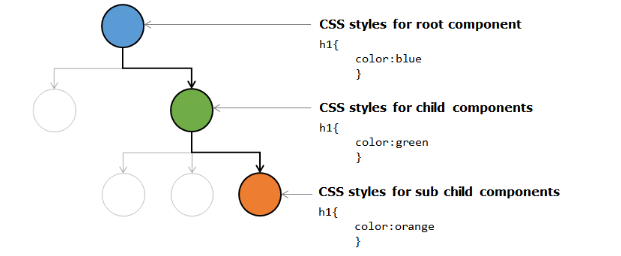 CSS styles for root component
h1{
color:blue
}
CSS styles for child components
h1{
color:green
}
CSS styles for sub child components
h1{
color:orange
}